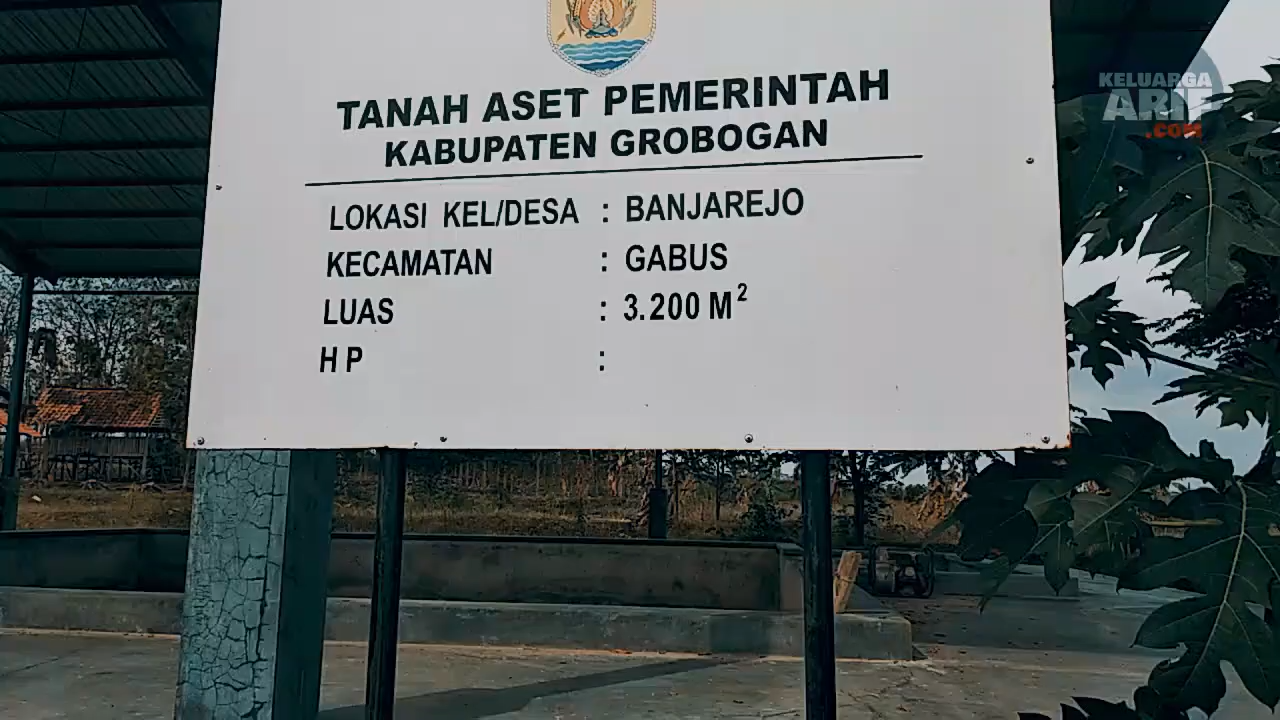 KELUARGA
ARIF
.COM
TANAH ASET PEMERINTAH
KABUPATEN GROBOGAN
LOKASI KEL/DESA : BANJAREJO
KECAMATAN : GABUS
LUAS : 3.200 M²
H P :